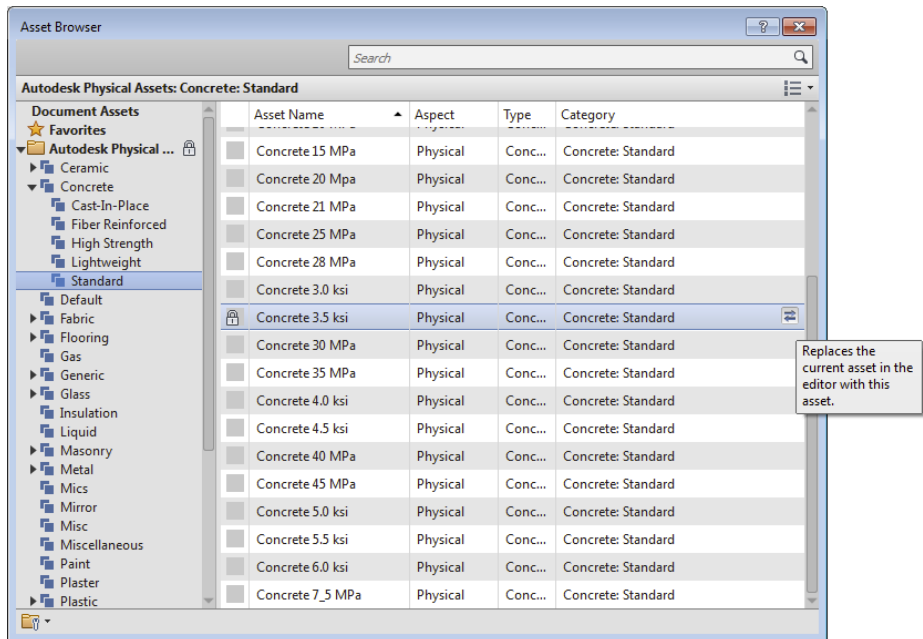 Asset Browser
Search
Autodesk Physical Assets: Concrete: Standard
Document Assets
Favorites
Autodesk Physical ...
Ceramic
Concrete
Cast-In-Place
Fiber Reinforced
High Strength
Lightweight
Standard
Default
Fabric
Flooring
Gas
Generic
Glass
Insulation
Liquid
Masonry
Metal
Mics
Mirror
Misc
Miscellaneous
Paint
Plaster
Plastic
Asset Name Aspect Type Category
Concrete 15 MPa Physical Conc... Concrete: Standard
Concrete 20 Mpa Physical Conc... Concrete: Standard
Concrete 21 MPa Physical Conc... Concrete: Standard
Concrete 25 MPa Physical Conc... Concrete: Standard
Concrete 28 MPa Physical Conc... Concrete: Standard
Concrete 3.0 ksi Physical Conc... Concrete: Standard
Concrete 3.5 ksi Physical Conc... Concrete: Standard
Concrete 30 MPa Physical Conc... Concrete: Standard
Concrete 35 MPa Physical Conc... Concrete: Standard
Concrete 4.0 ksi Physical Conc... Concrete: Standard
Concrete 4.5 ksi Physical Conc... Concrete: Standard
Concrete 40 MPa Physical Conc... Concrete: Standard
Concrete 45 MPa Physical Conc... Concrete: Standard
Concrete 5.0 ksi Physical Conc... Concrete: Standard
Concrete 5.5 ksi Physical Conc... Concrete: Standard
Concrete 6.0 ksi Physical Conc... Concrete: Standard
Concrete 7_5 MPa Physical Conc... Concrete: Standard
Replaces the
current asset in the
editor with this
asset.